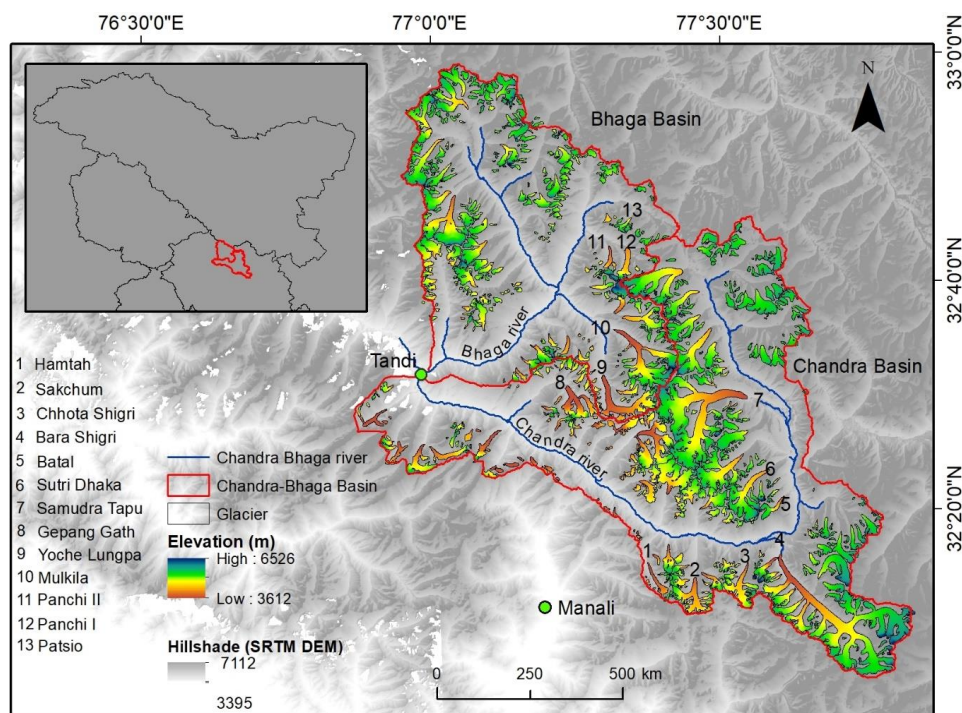 76°30'0"E
77°0'0"E
77°30'0"E
33°0'0"N
32°40'0"N
32°20'0"N
N
Bhaga Basin
13
11
12
10
Bhaga river
Tandi
Chandra Basin
9
8
7
Chandra river
6
5
4
1
2
3
Manali
1 Hamtah
2 Sakchum
3 Chhota Shigri
4 Bara Shigri
5 Batal
6 Sutri Dhaka
7 Samudra Tapu
8 Gepang Gath
9 Yoche Lungpa
10 Mulkila
11 Panchi II
12 Panchi I
13 Patsio
Chandra Bhaga river
Chandra-Bhaga Basin
Glacier
Elevation (m)
High : 6526
Low : 3612
Hillshade (SRTM DEM)
7112
3395
0 250 500 km